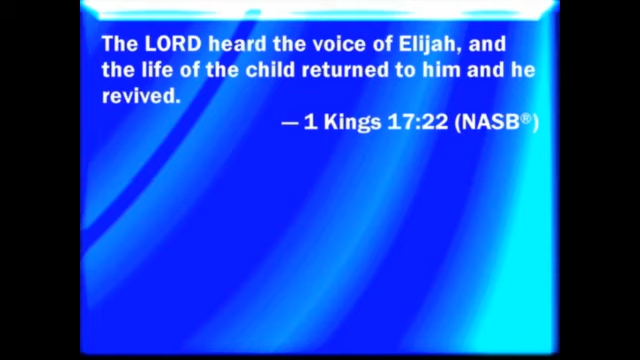 The LORD heard the voice of Elijah, and
the life of the child returned to him and he
revived.
— 1 Kings 17:22 (NASB®)